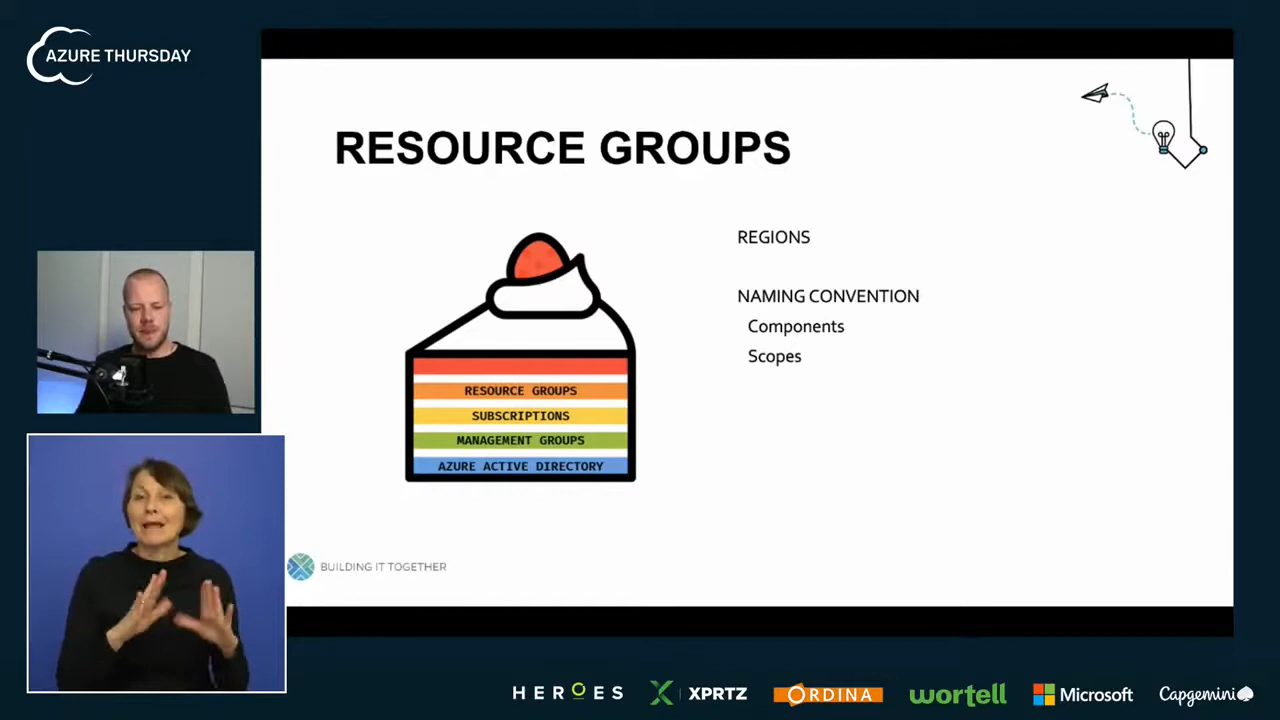 AZURE THURSDAY
RESOURCE GROUPS
REGIONS
NAMING CONVENTION
Components
Scopes
RESOURCE GROUPS
SUBSCRIPTIONS
MANAGEMENT GROUPS
AZURE ACTIVE DIRECTORY
BUILDING IT TOGETHER
HEROES
XPRTZ
ORDINA
wortell
Microsoft
Capgemini